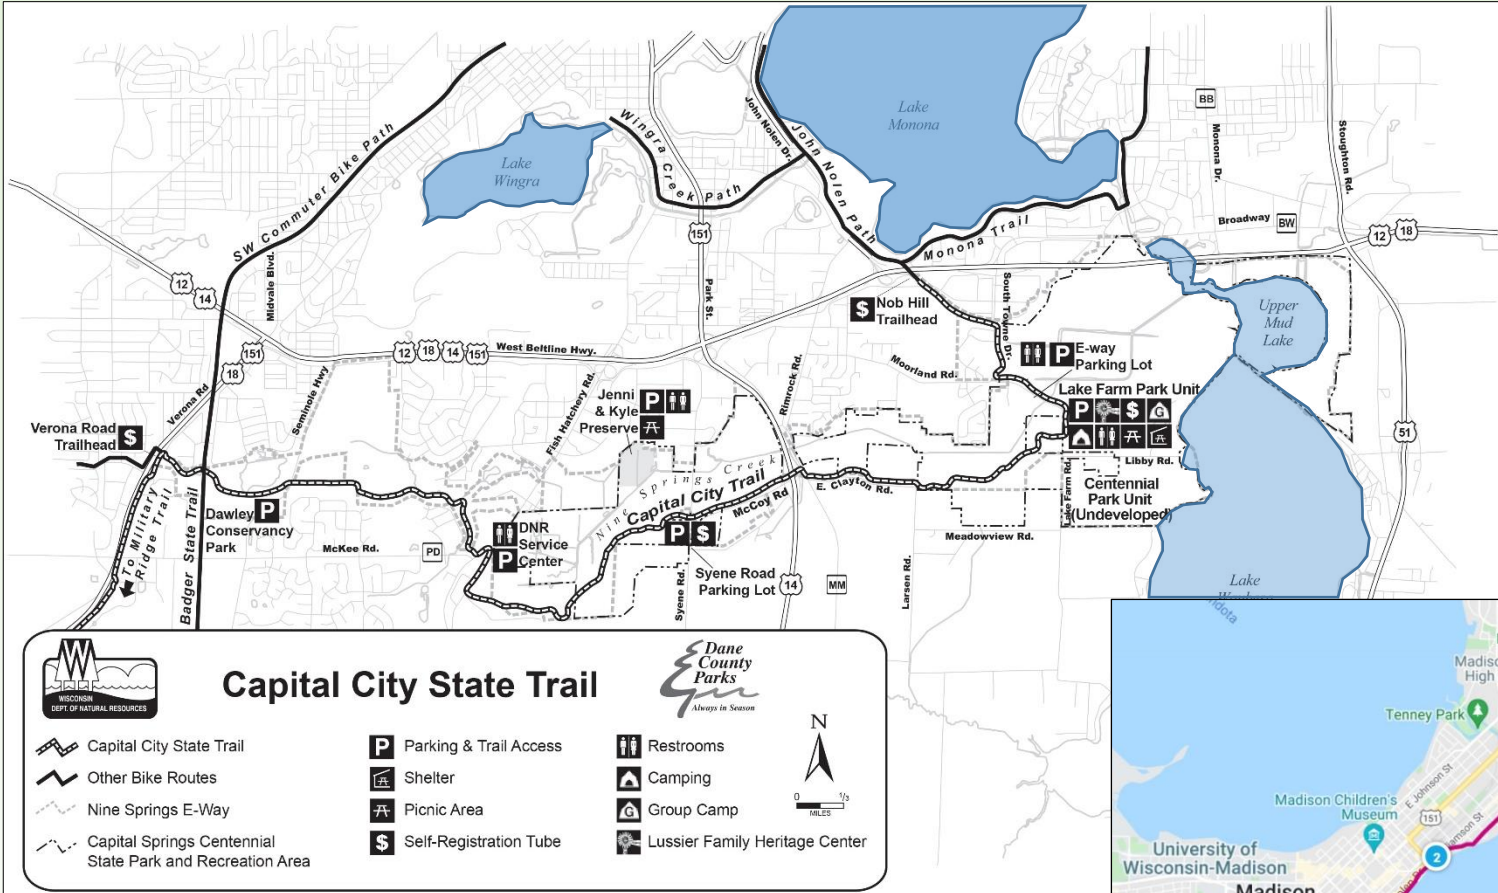 BB
Lake
Monona
Stoughton Rd.
Monona Dr.
John Nolen Dr.
John Nolen Path
Wingra Creek Path
Lake
Wingra
SW Commuter Bike Path
Midvale Blvd.
151
Park St.
Monona Trail
Broadway
BW
12
18
12
14
South Towne Dr.
Upper
Mud
Lake
Nob Hill
Trailhead
$
West Beltline Hwy.
12
18
14
151
151
18
Verona Rd
Seminole Hwy
Fish Hatchery Rd.
Rimrock Rd.
Moorland Rd.
P
E-way
Parking Lot
Lake Farm Park Unit
P
$
G
Jenni
& Kyle
Preserve
P
Verona Road
Trailhead
$
51
Libby Rd.
Lake Farm Rd.
Centennial
Park Unit
(Undeveloped)
Nine Springs Creek
Capital City Trail
McCoy Rd
E. Clayton Rd.
Meadowview Rd.
Dawley
Conservancy
Park
P
To Military
Ridge Trail
Badger State Trail
McKee Rd.
PD
DNR
Service
Center
P
P
$
Syene Road
Parking Lot
Syene Rd.
14
MM
Larsen Rd.
Lake
WISCONSIN
DEPT. OF NATURAL RESOURCES
Capital City State Trail
Dane
County
Parks
Always in Season
Capital City State Trail
Other Bike Routes
Nine Springs E-Way
Capital Springs Centennial
State Park and Recreation Area
P
Parking & Trail Access
Shelter
Picnic Area
$
Self-Registration Tube
Restrooms
Camping
G
Group Camp
Lussier Family Heritage Center
N
0
1/3
MILES
Tenney Park
High
E Johnson St
Madison Children's
Museum
151
University of
Wisconsin-Madison
2
Madison